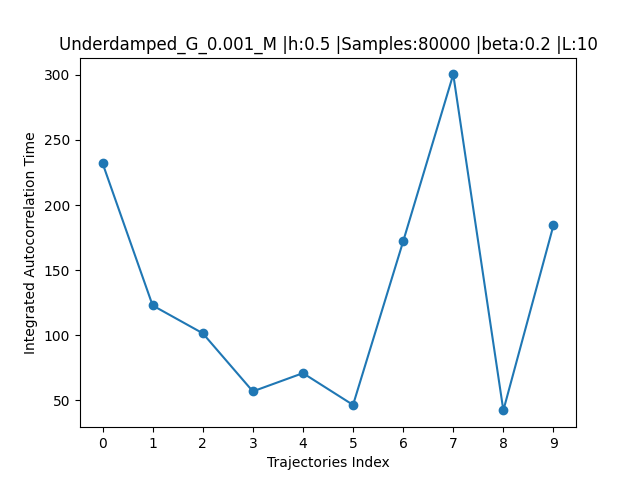 Underdamped_G_0.001_M |h:0.5 |Samples:80000 |beta:0.2 |L:10
Integrated Autocorrelation Time
300
250
200
150
100
50
0 1 2 3 4 5 6 7 8 9
Trajectories Index